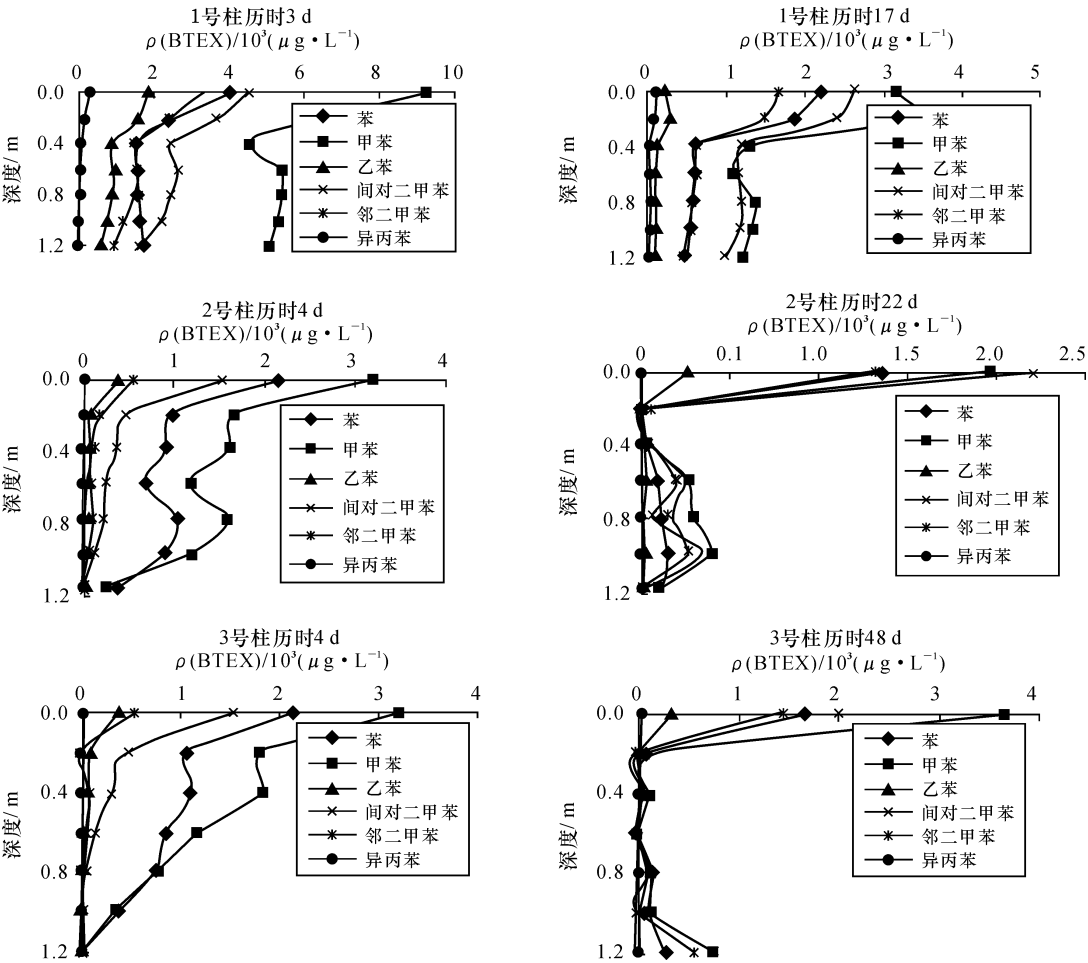 1号柱历时3 d
ρ(BTEX)/10³(μg·L⁻¹)
0 2 4 6 8 10
0.0
0.4
0.8
1.2
深度/m
苯
甲苯
乙苯
间对二甲苯
邻二甲苯
异丙苯
1号柱历时17 d
ρ(BTEX)/10³(μg·L⁻¹)
0 1 2 3 4 5
0.0
0.4
0.8
1.2
深度/m
苯
甲苯
乙苯
间对二甲苯
邻二甲苯
异丙苯
2号柱历时4 d
ρ(BTEX)/10³(μg·L⁻¹)
0 1 2 3 4
0.0
0.4
0.8
1.2
深度/m
苯
甲苯
乙苯
间对二甲苯
邻二甲苯
异丙苯
2号柱历时22 d
ρ(BTEX)/10³(μg·L⁻¹)
0 0.1 1.0 1.5 2.0 2.5
0.0
0.4
0.8
1.2
深度/m
苯
甲苯
乙苯
间对二甲苯
邻二甲苯
异丙苯
3号柱历时4 d
ρ(BTEX)/10³(μg·L⁻¹)
0 1 2 3 4
0.0
0.4
0.8
1.2
深度/m
苯
甲苯
乙苯
间对二甲苯
邻二甲苯
异丙苯
3号柱历时48 d
ρ(BTEX)/10³(μg·L⁻¹)
0 1 2 3 4
0.0
0.4
0.8
1.2
深度/m
苯
甲苯
乙苯
间对二甲苯
邻二甲苯
异丙苯